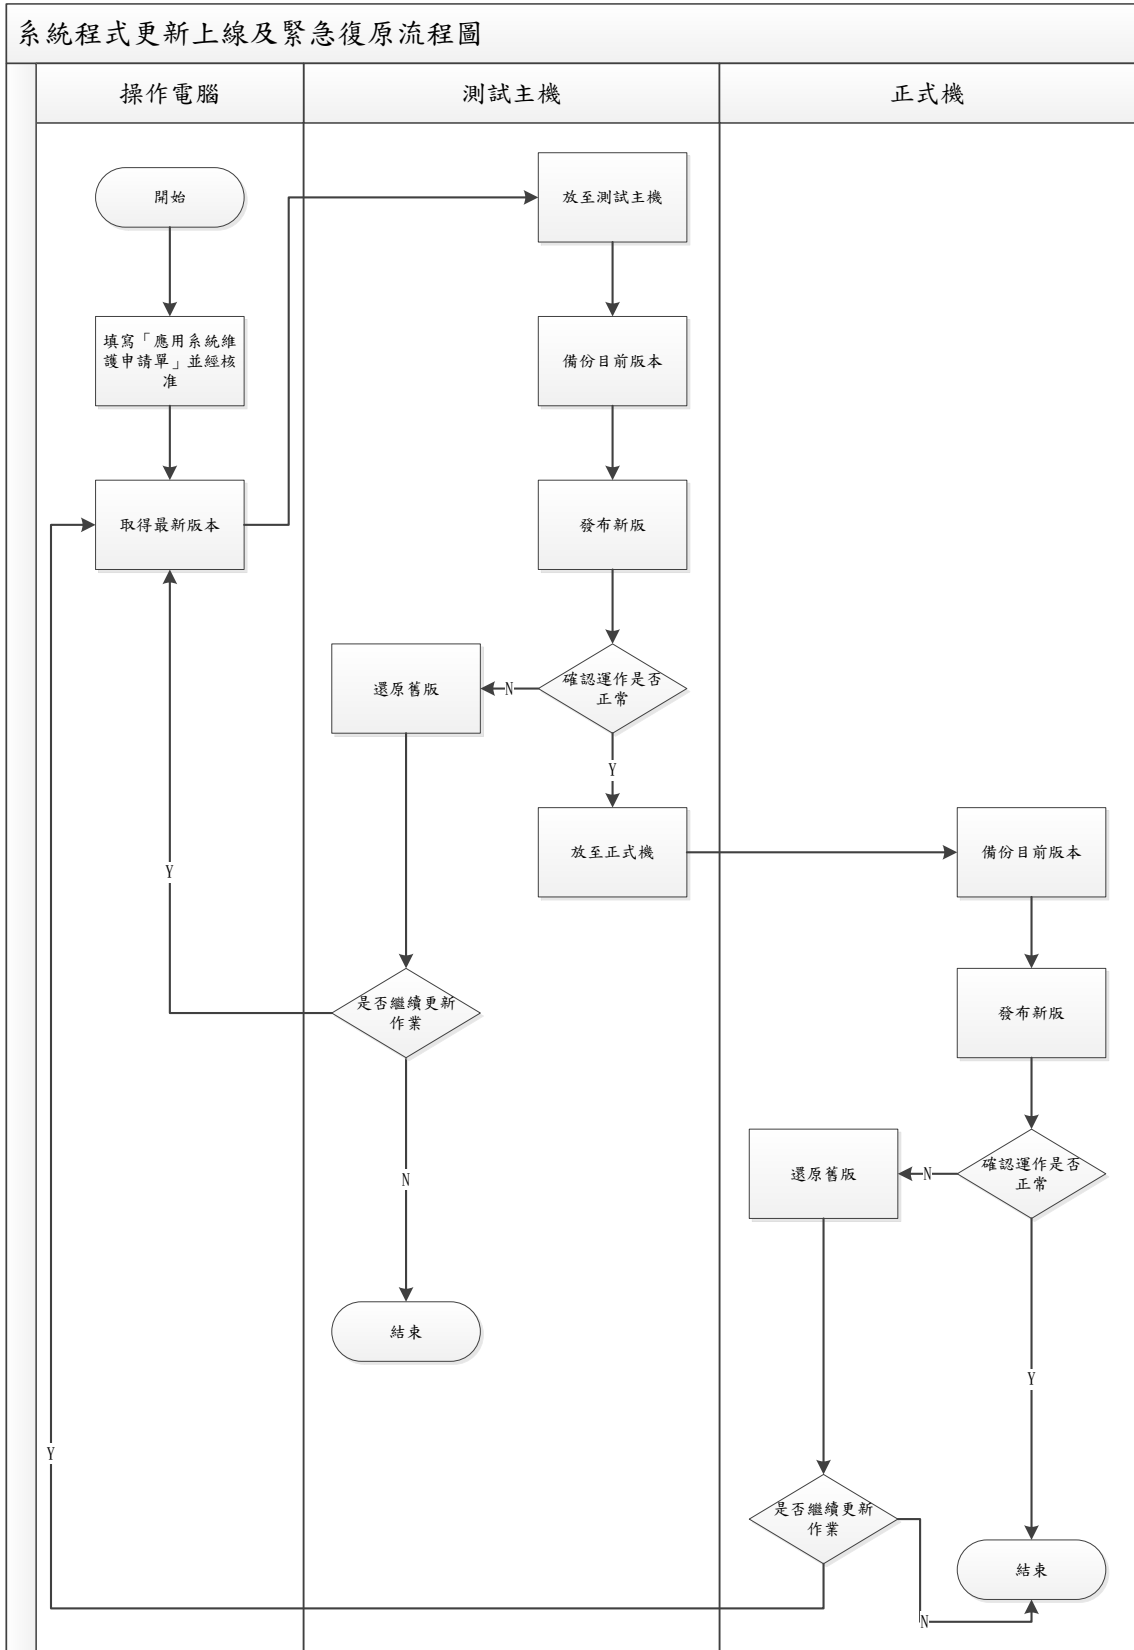 系統程式更新上線及緊急復原流程圖
操作電腦
測試主機
正式機
開始
填寫「應用系統維
護申請單」並經核
准
取得最新版本
放至測試主機
備份目前版本
發布新版
確認運作是否
正常
N
還原舊版
Y
放至正式機
Y
是否繼續更新
作業
N
結束
備份目前版本
發布新版
確認運作是否
正常
N
還原舊版
Y
Y
是否繼續更新
作業
N
結束